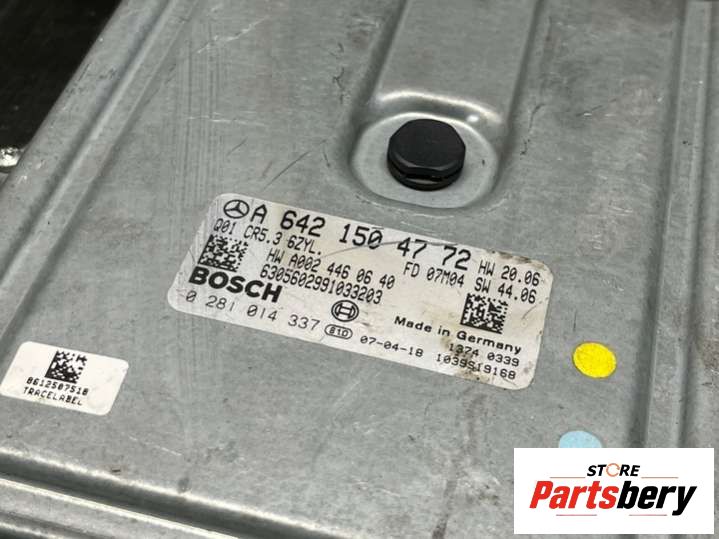 A 642 150 47 72
Q01 CR5.3 6ZYL. FD 07M04 HW 20.06
HW A002 446 06 40 SW 44.06
6305602991033203
BOSCH
0 281 014 337 810 07-04-18
Made in Germany
1374 0339
1039S19168
8612507518
TRACELABEL
STORE
Partsbery